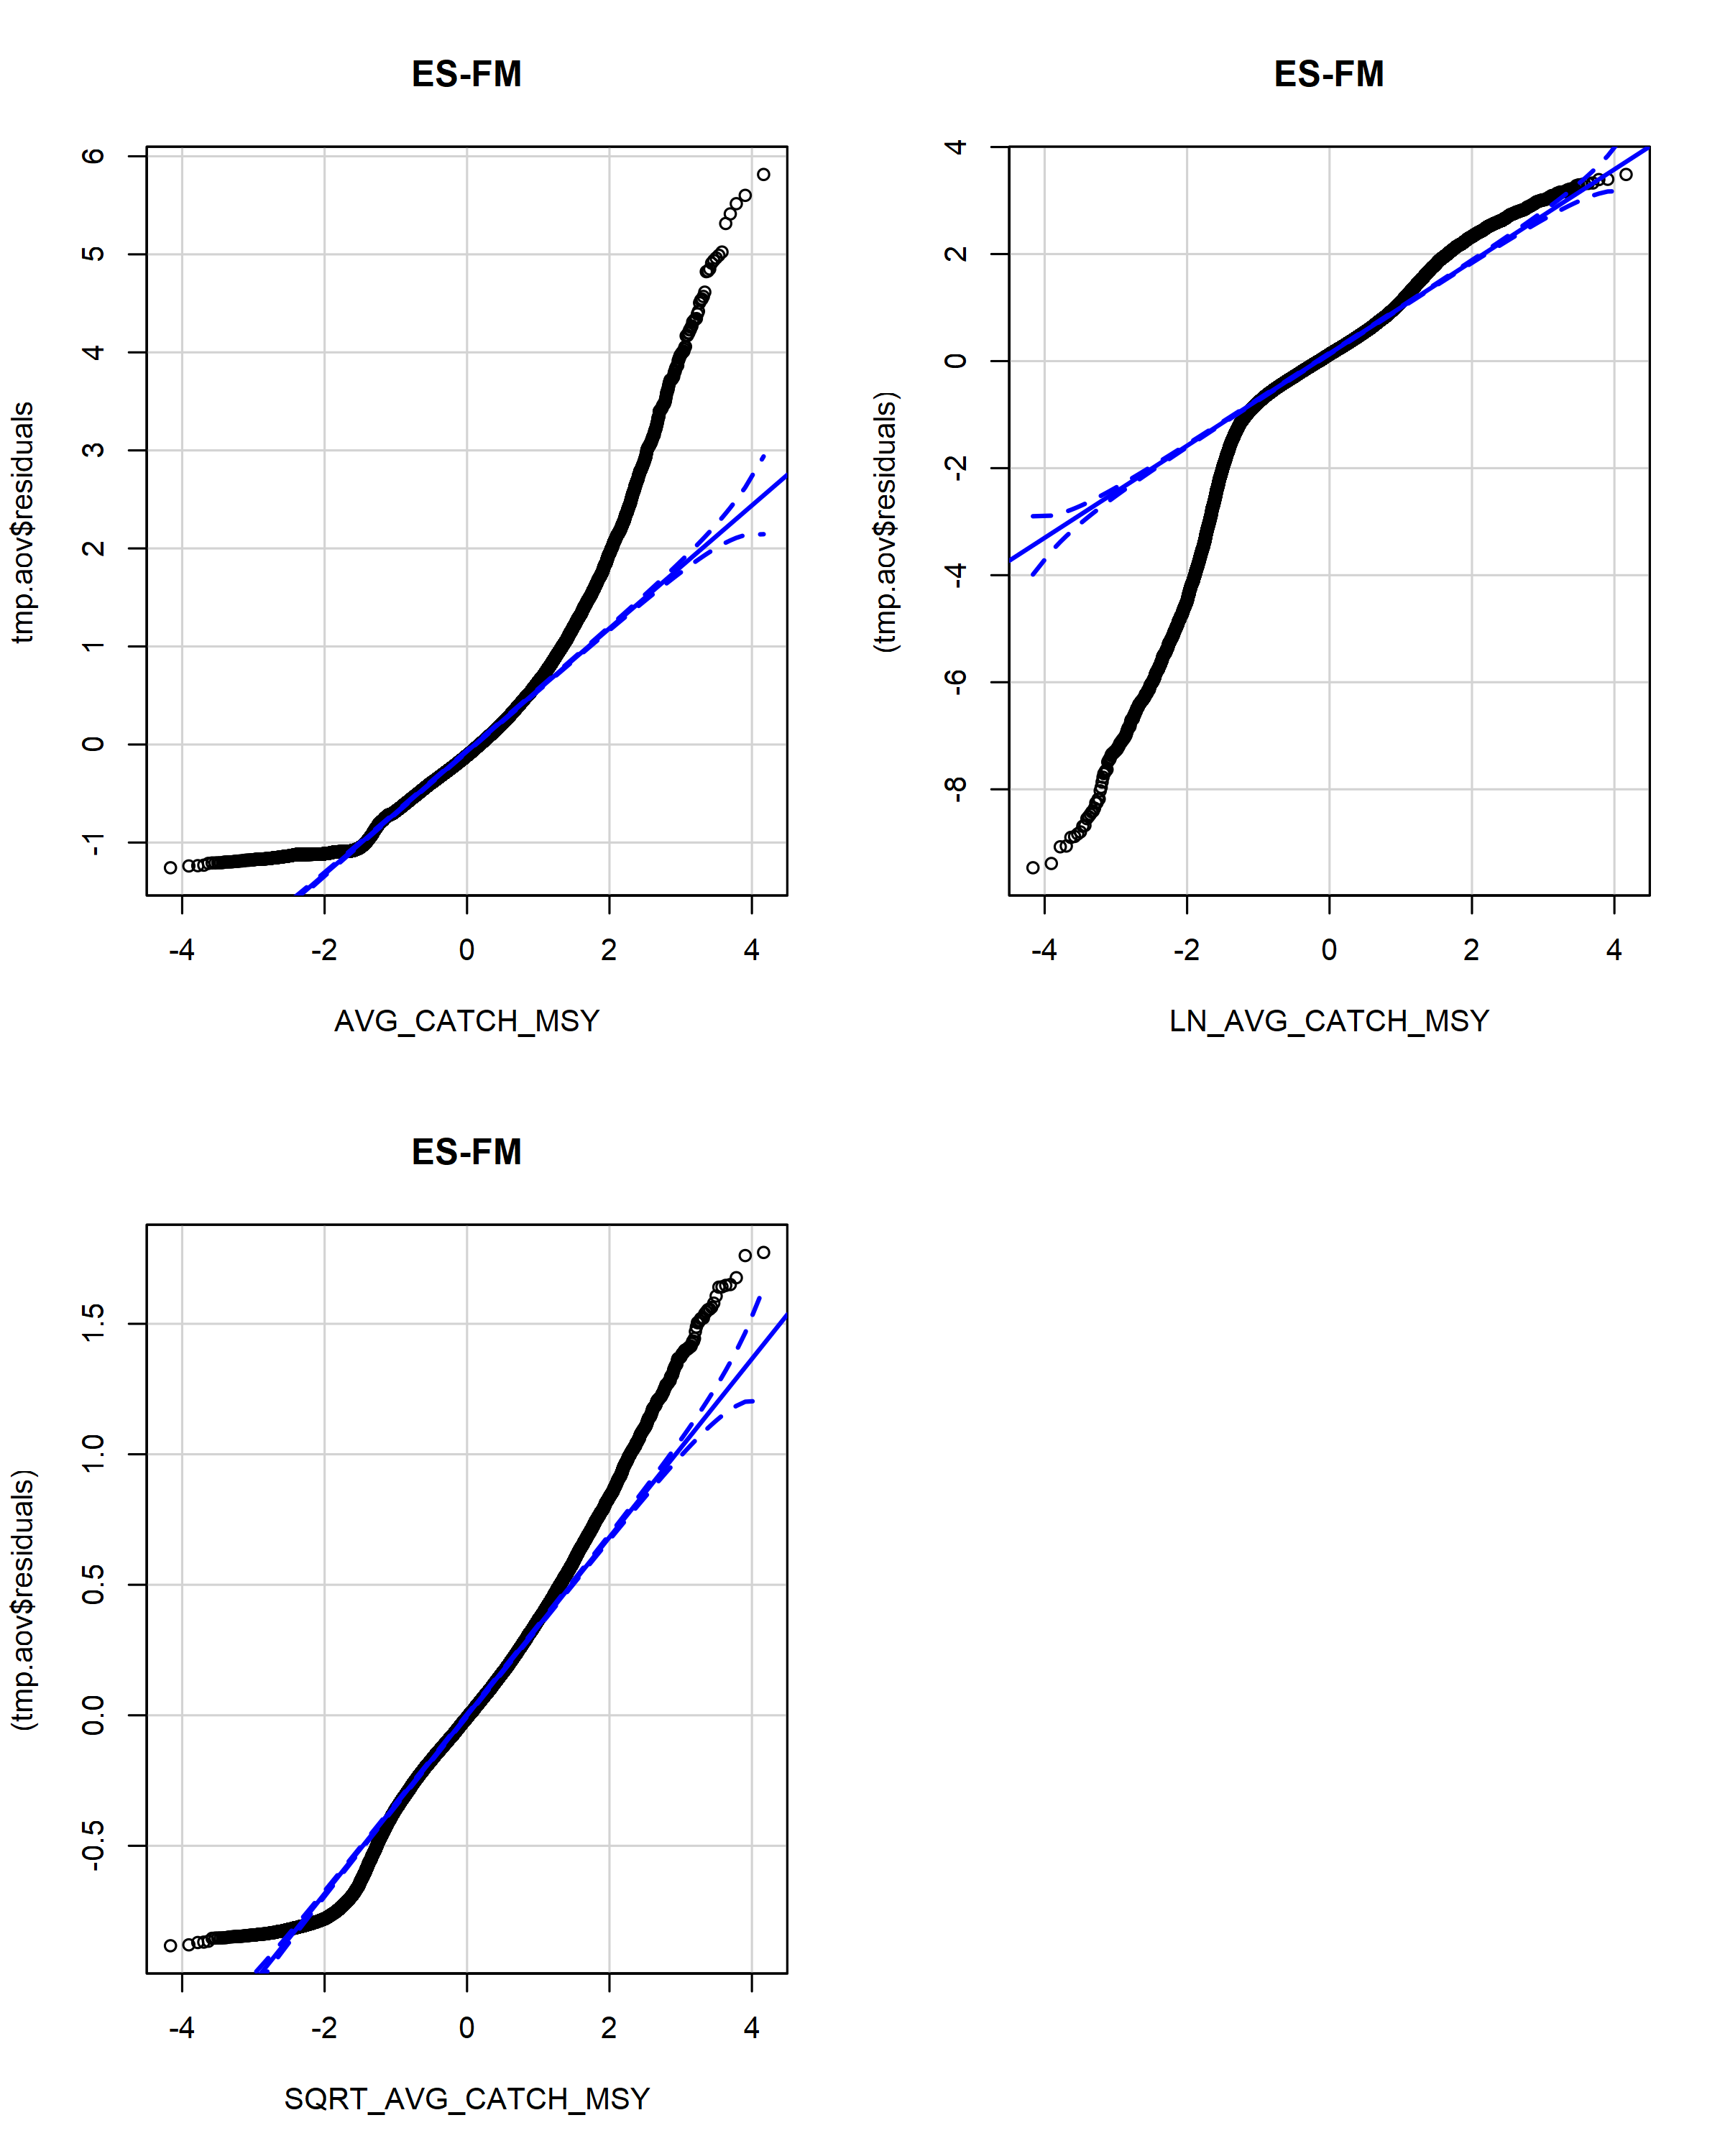 ES-FM
tmp.aov$residuals
6
5
4
3
2
1
0
-1
-4 -2 0 2 4
AVG_CATCH_MSY
ES-FM
(tmp.aov$residuals)
4
2
0
-2
-4
-6
-8
-4 -2 0 2 4
LN_AVG_CATCH_MSY
ES-FM
(tmp.aov$residuals)
1.5
1.0
0.5
0.0
-0.5
-4 -2 0 2 4
SQRT_AVG_CATCH_MSY